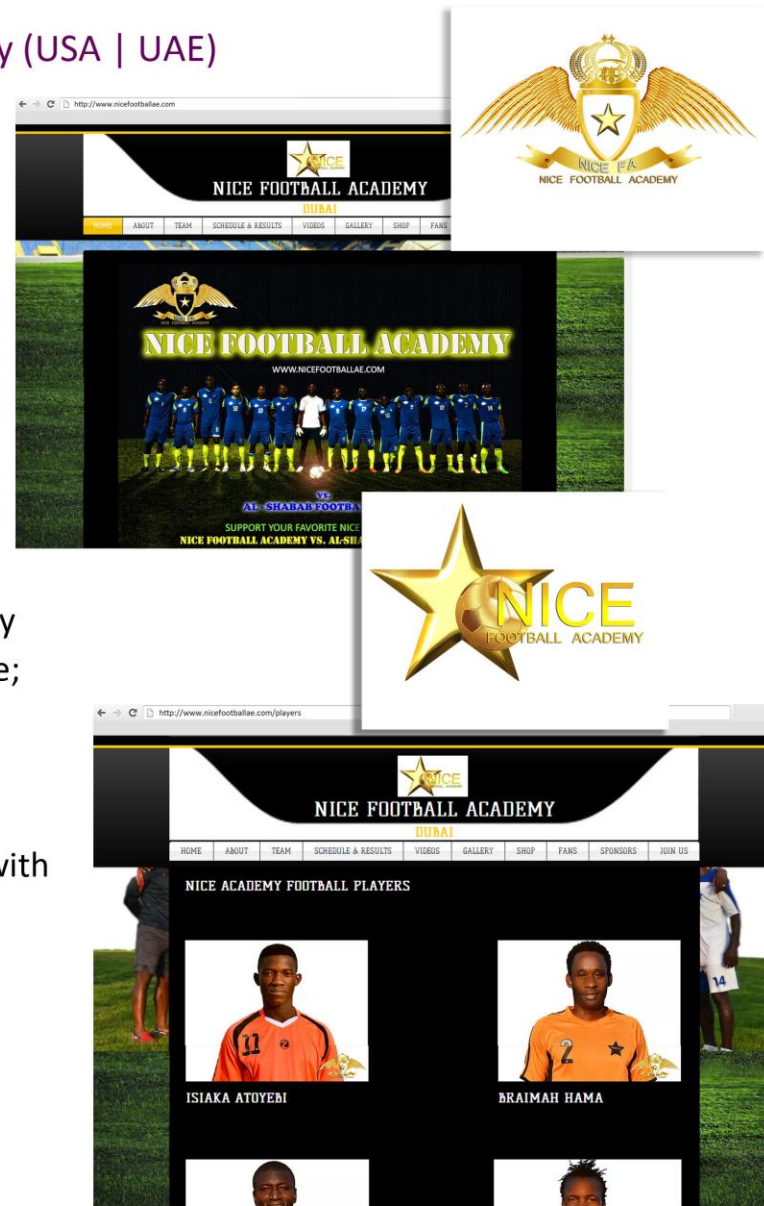 y (USA | UAE)
NICE FA
NICE FOOTBALL ACADEMY
http://www.nicefootballae.com
NICE
NICE FOOTBALL ACADEMY
DUBAI
HOME ABOUT TEAM SCHEDULE & RESULTS VIDEOS GALLERY SHOP FANS
NICE FOOTBALL ACADEMY
WWW.NICEFOOTBALLAE.COM
VS.
AL-SHABAB FOOTBA
SUPPORT YOUR FAVORITE NICE
NICE FOOTBALL ACADEMY VS. AL-SHA
NICE
FOOTBALL ACADEMY
y
e;
with
http://www.nicefootballae.com/players
NICE
NICE FOOTBALL ACADEMY
DUBAI
HOME ABOUT TEAM SCHEDULE & RESULTS VIDEOS GALLERY SHOP FANS SPONSORS JOIN US
NICE ACADEMY FOOTBALL PLAYERS
11
2
14
ISIAKA ATOYEBI
BRAIMAH HAMA